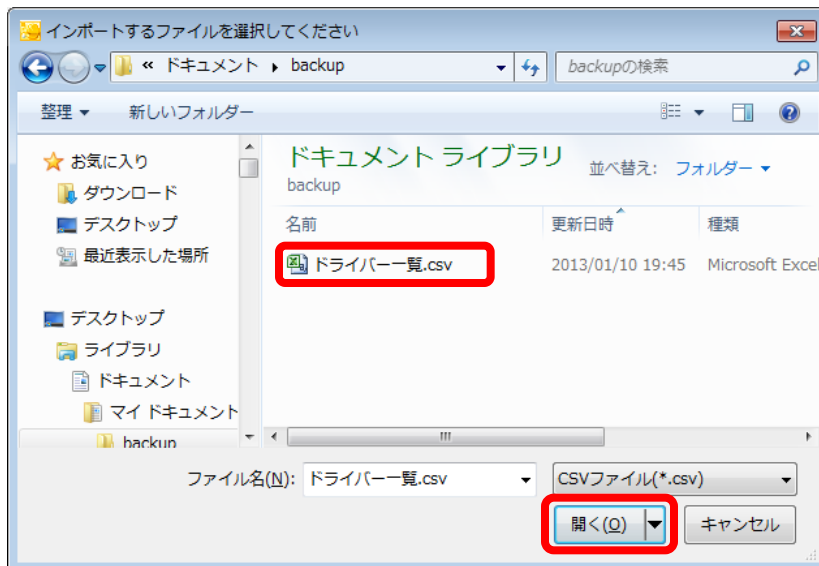 インポートするファイルを選択してください
« ドキュメント ▸ backup
backupの検索
整理 ▼ 新しいフォルダー
お気に入り
ダウンロード
デスクトップ
最近表示した場所
デスクトップ
ライブラリ
ドキュメント
マイ ドキュメント
backup
ドキュメント ライブラリ
backup
並べ替え: フォルダー ▼
名前 更新日時 種類
ドライバー一覧.csv 2013/01/10 19:45 Microsoft Excel
ファイル名(N): ドライバー一覧.csv CSVファイル(*.csv)
開く(O) キャンセル